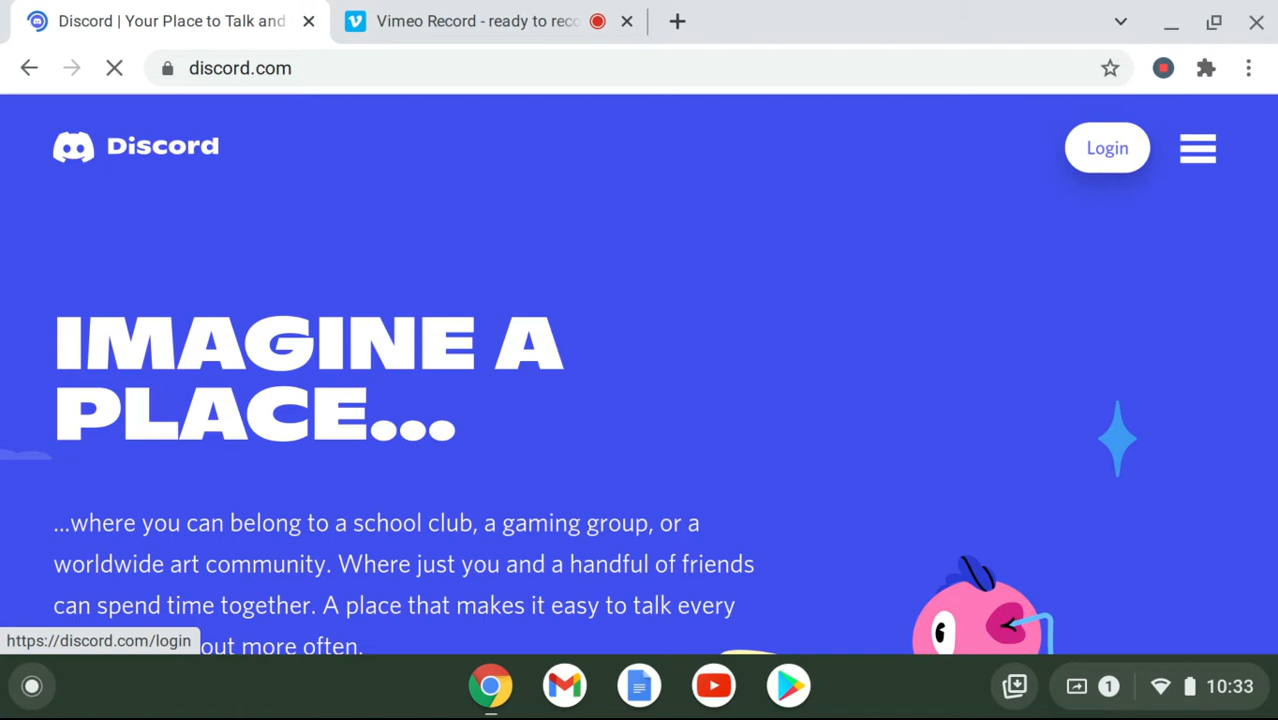 Discord | Your Place to Talk and
Vimeo Record - ready to reco
discord.com
Discord
Login
IMAGINE A
PLACE...
...where you can belong to a school club, a gaming group, or a
worldwide art community. Where just you and a handful of friends
can spend time together. A place that makes it easy to talk every
out more often.
https://discord.com/login
1
10:33